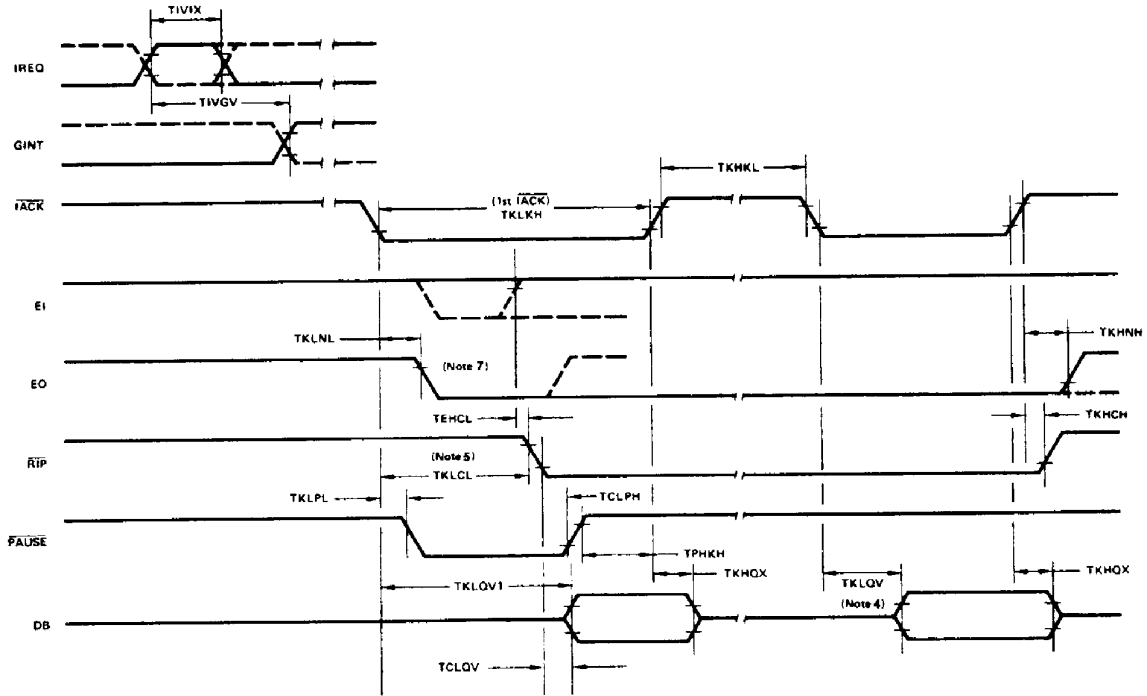 TIVIX
IREQ
TIVGV
GINT
TKHKL
IACK
(1st IACK)
TKLKH
EI
TKLNL
TKHNH
EO
(Note 7)
TEHCL
TKHCH
RIP
(Note 5)
TKLCL
TKLPL
TCLPH
PAUSE
TPHKH
TKHQX
TKLQV
(Note 4)
TKHQX
TKLQV1
DB
TCLQV